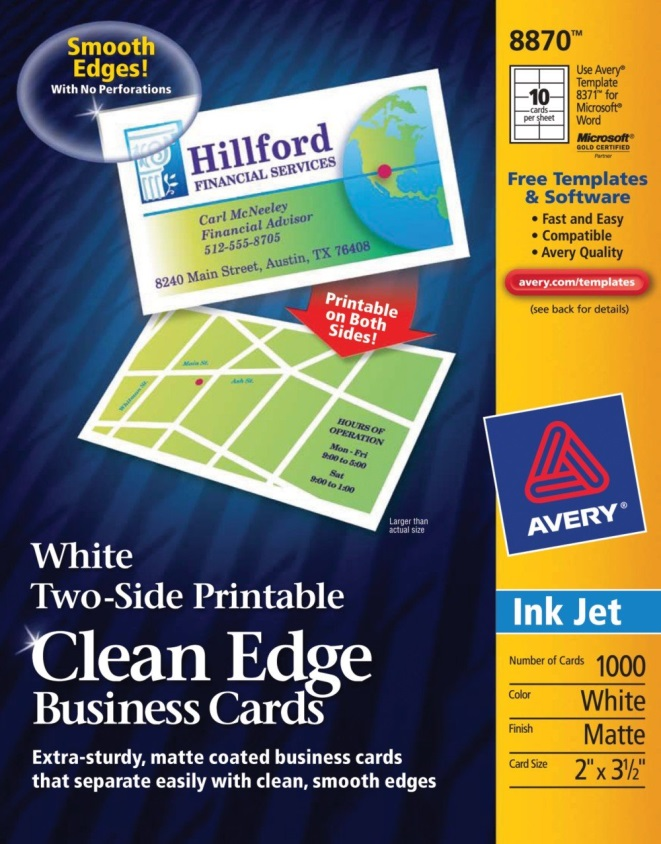 Smooth
Edges!
With No Perforations
Hillford
FINANCIAL SERVICES
Carl McNeeley
Financial Advisor
512-555-8705
8240 Main Street, Austin, TX 76408
Printable
on Both
Sides!
Main St.
Ash St.
Whitman St.
HOURS OF
OPERATION
Mon - Fri
9:00 to 5:00
Sat
9:00 to 1:00
Larger than
actual size
White
Two-Side Printable
Clean Edge
Business Cards
Extra-sturdy, matte coated business cards
that separate easily with clean, smooth edges
8870™
10
cards
per sheet
Use Avery®
Template
8371™ for
Microsoft®
Word
Microsoft®
GOLD CERTIFIED
Partner
Free Templates
& Software
• Fast and Easy
• Compatible
• Avery Quality
avery.com/templates
(see back for details)
AVERY®
Ink Jet
Number of Cards 1000
Color White
Finish Matte
Card Size 2" x 3½"